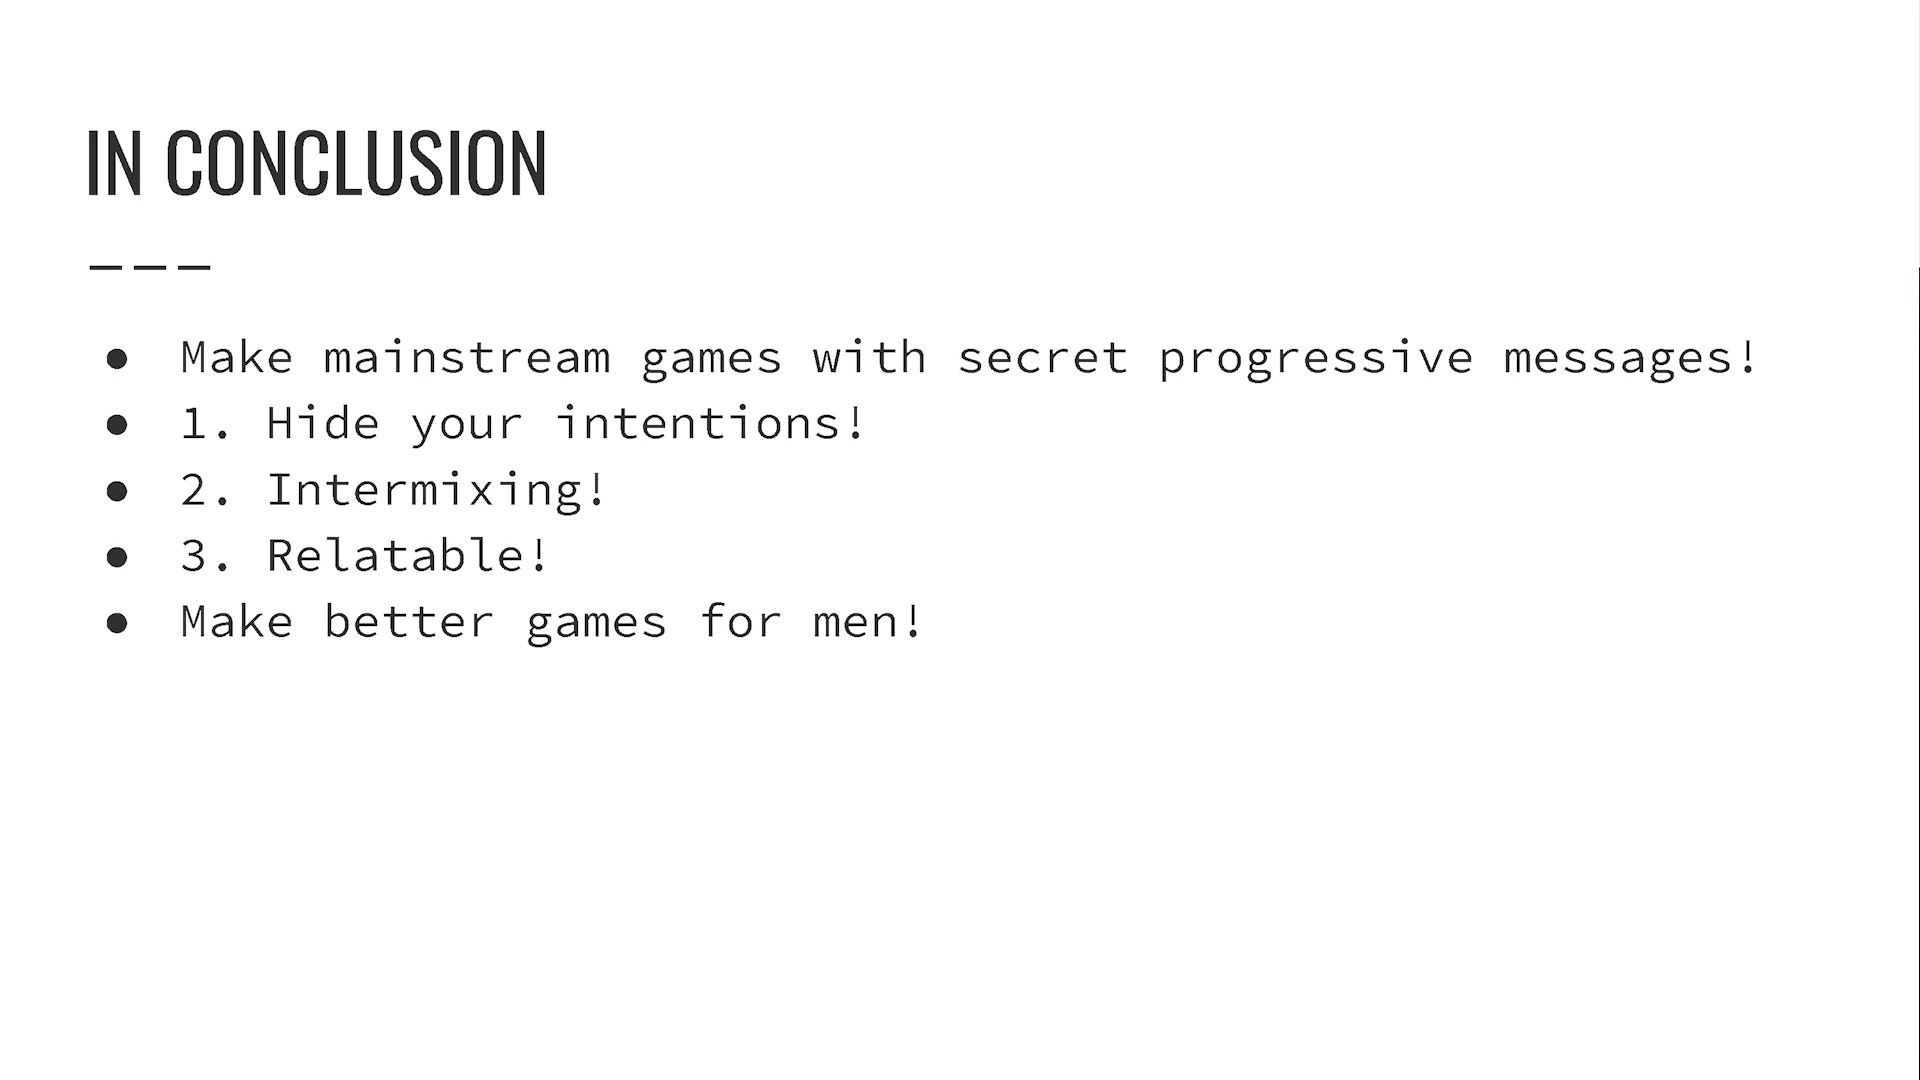 IN CONCLUSION
● Make mainstream games with secret progressive messages!
● 1. Hide your intentions!
● 2. Intermixing!
● 3. Relatable!
● Make better games for men!